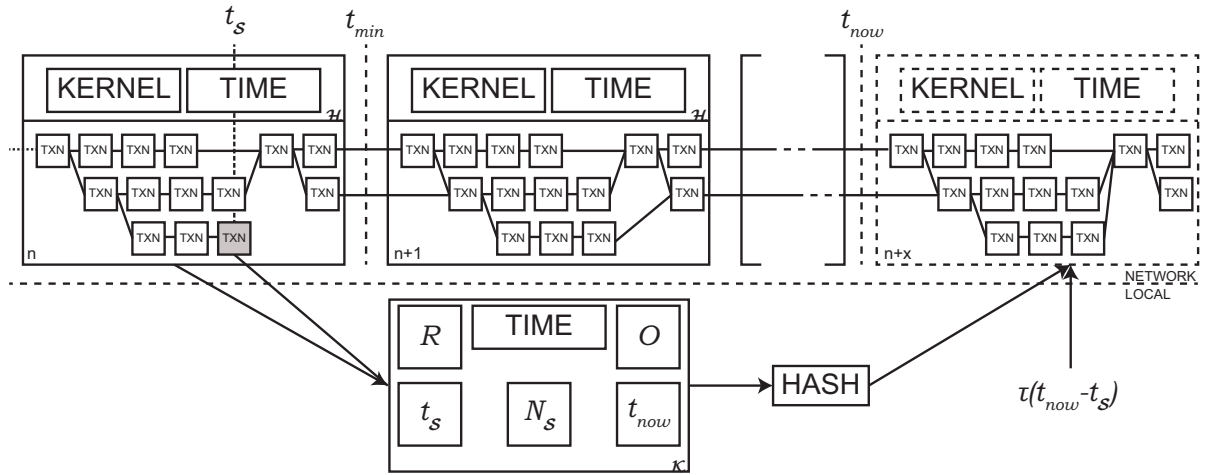 t_s t_min t_now
KERNEL TIME KERNEL TIME KERNEL TIME
ℋ ℋ
TXN TXN TXN TXN TXN TXN TXN TXN TXN TXN TXN TXN TXN TXN TXN TXN TXN TXN
TXN TXN TXN TXN TXN TXN TXN TXN TXN TXN TXN TXN TXN TXN TXN
TXN TXN TXN TXN TXN TXN TXN TXN TXN
n n+1 n+x
NETWORK
LOCAL
R TIME O
HASH
t_s N_s t_now τ(t_now-t_s)
κ